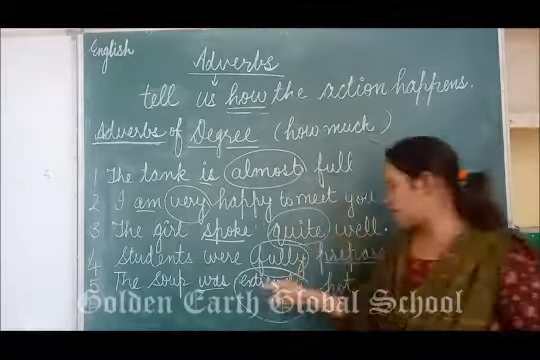 English
Adverbs
tell us how the action happens.
Adverbs of Degree (how much)
1 The tank is almost full
2 I am very happy to meet you
3 The girl spoke quite well.
4 Students were fully
5 The Soup was hot
Golden Earth Global School